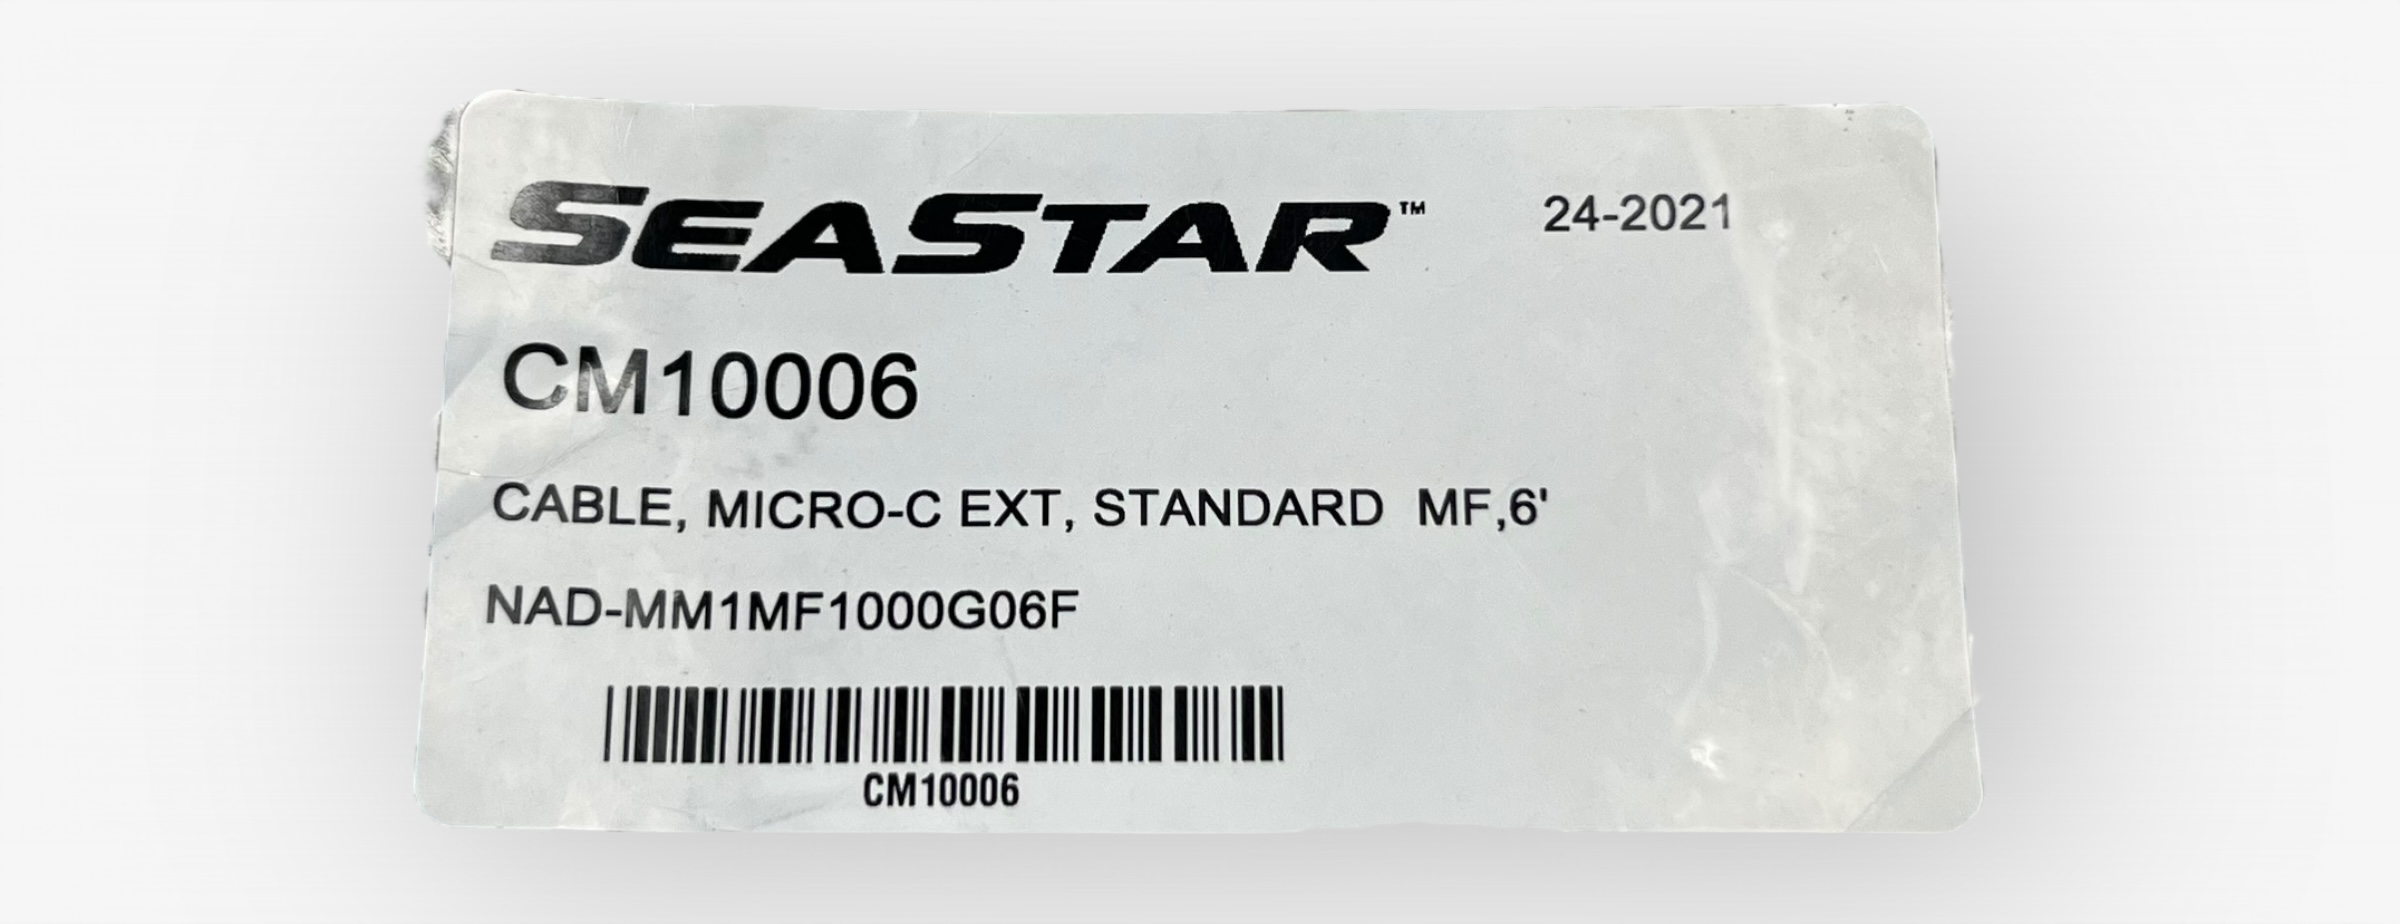 SEASTAR™ 24-2021
CM10006
CABLE, MICRO-C EXT, STANDARD  MF,6'
NAD-MM1MF1000G06F
CM10006